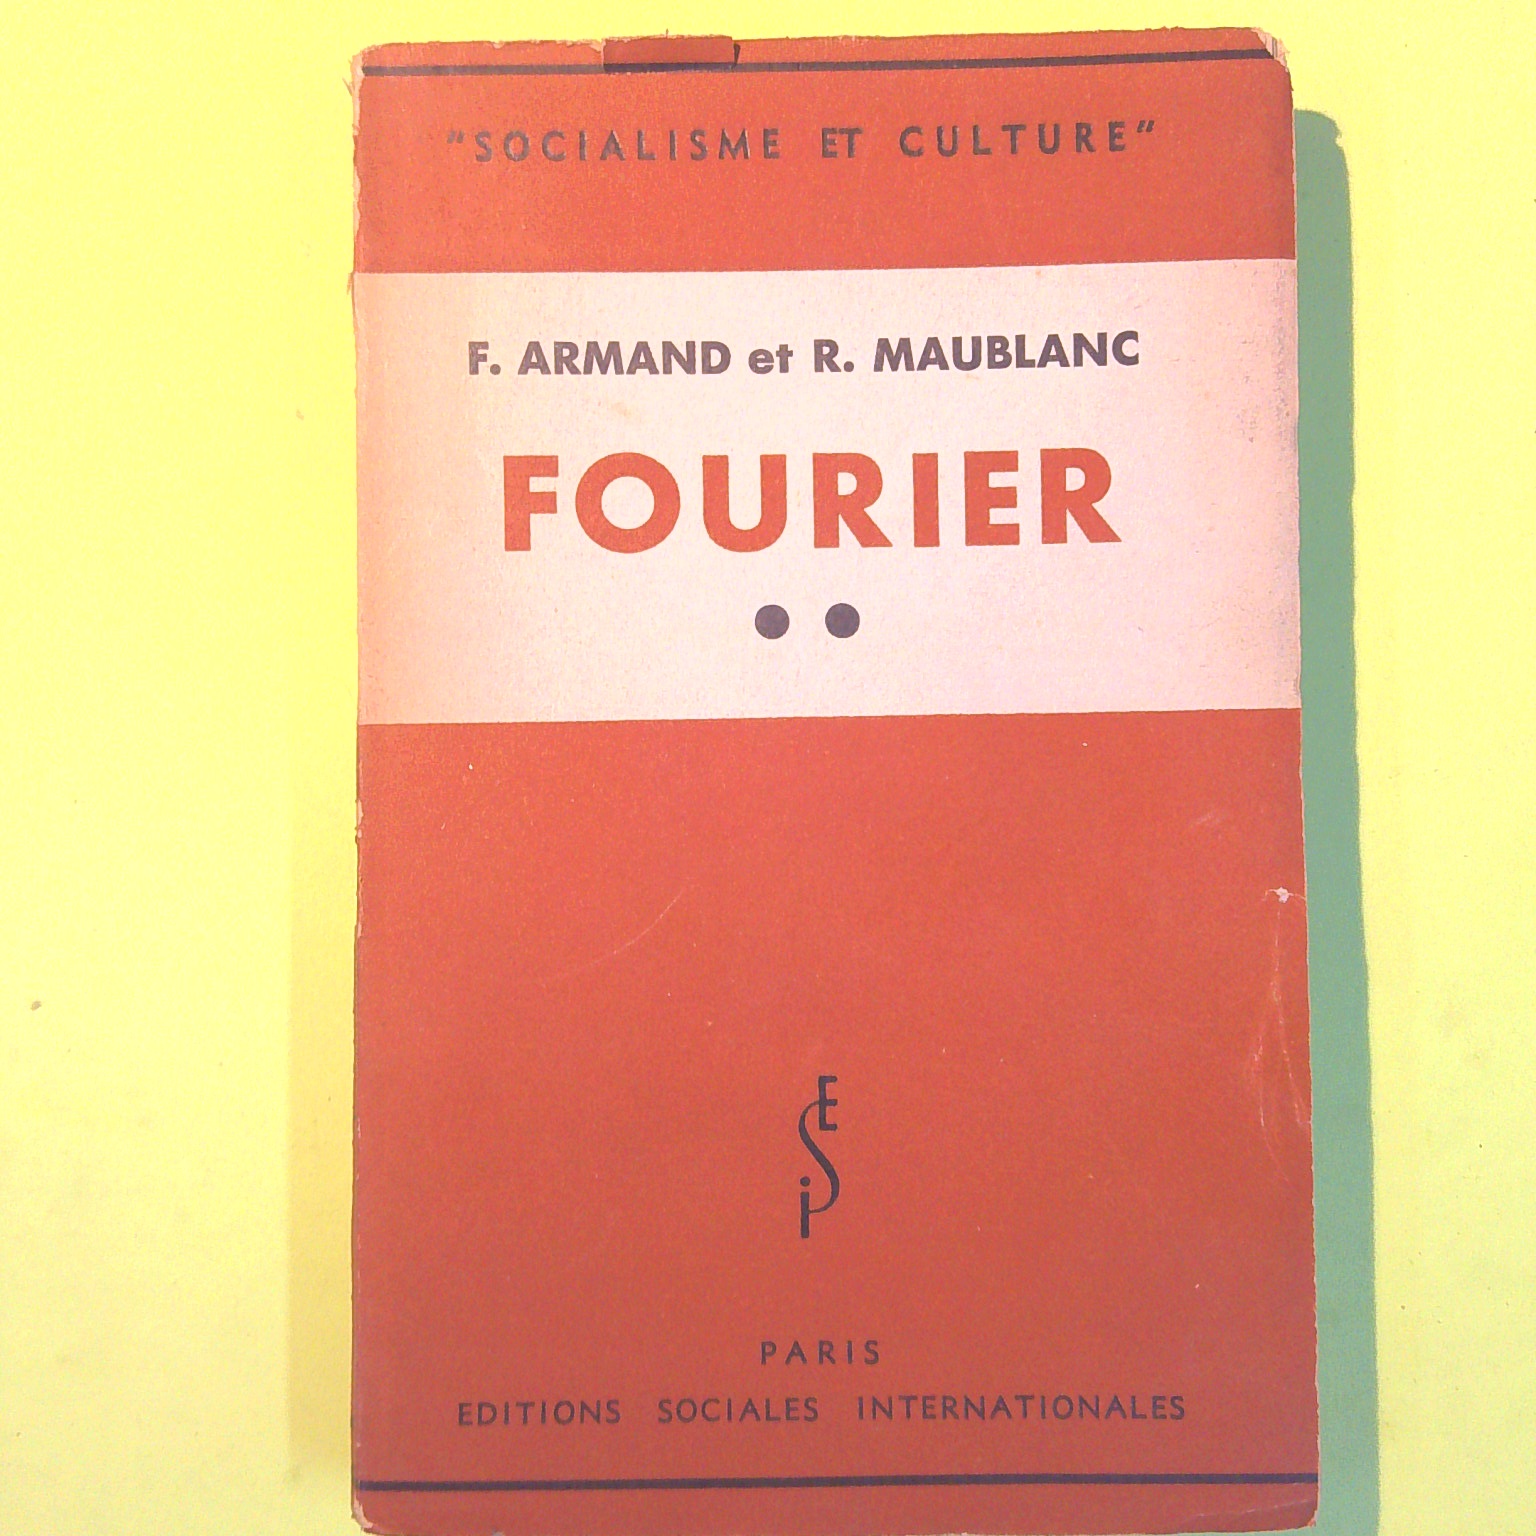 "SOCIALISME ET CULTURE"
F. ARMAND et R. MAUBLANC
FOURIER
E
S
i
PARIS
EDITIONS SOCIALES INTERNATIONALES